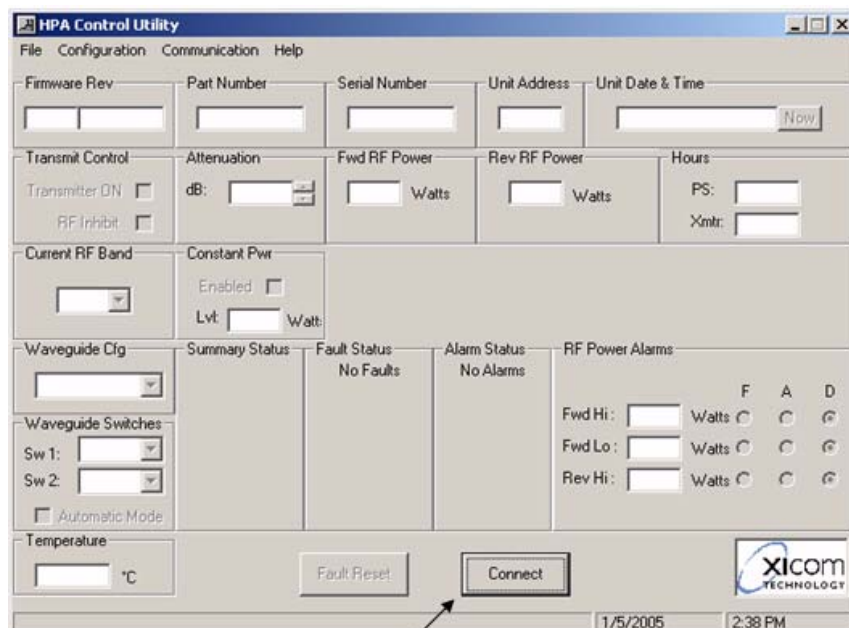 HPA Control Utility
File Configuration Communication Help
Firmware Rev Part Number Serial Number Unit Address Unit Date & Time
Now
Transmit Control Attenuation Fwd RF Power Rev RF Power Hours
Transmitter ON dB: Watts Watts PS:
RF Inhibit Xmtr:
Current RF Band Constant Pwr
Enabled
Lvl: Watt:
Waveguide Cfg Summary Status Fault Status Alarm Status RF Power Alarms
No Faults No Alarms
F A D
Fwd Hi : Watts
Waveguide Switches
Sw 1: Fwd Lo : Watts
Sw 2: Rev Hi : Watts
Automatic Mode
Temperature
°C Fault Reset Connect xicom
TECHNOLOGY
1/5/2005 2:38 PM